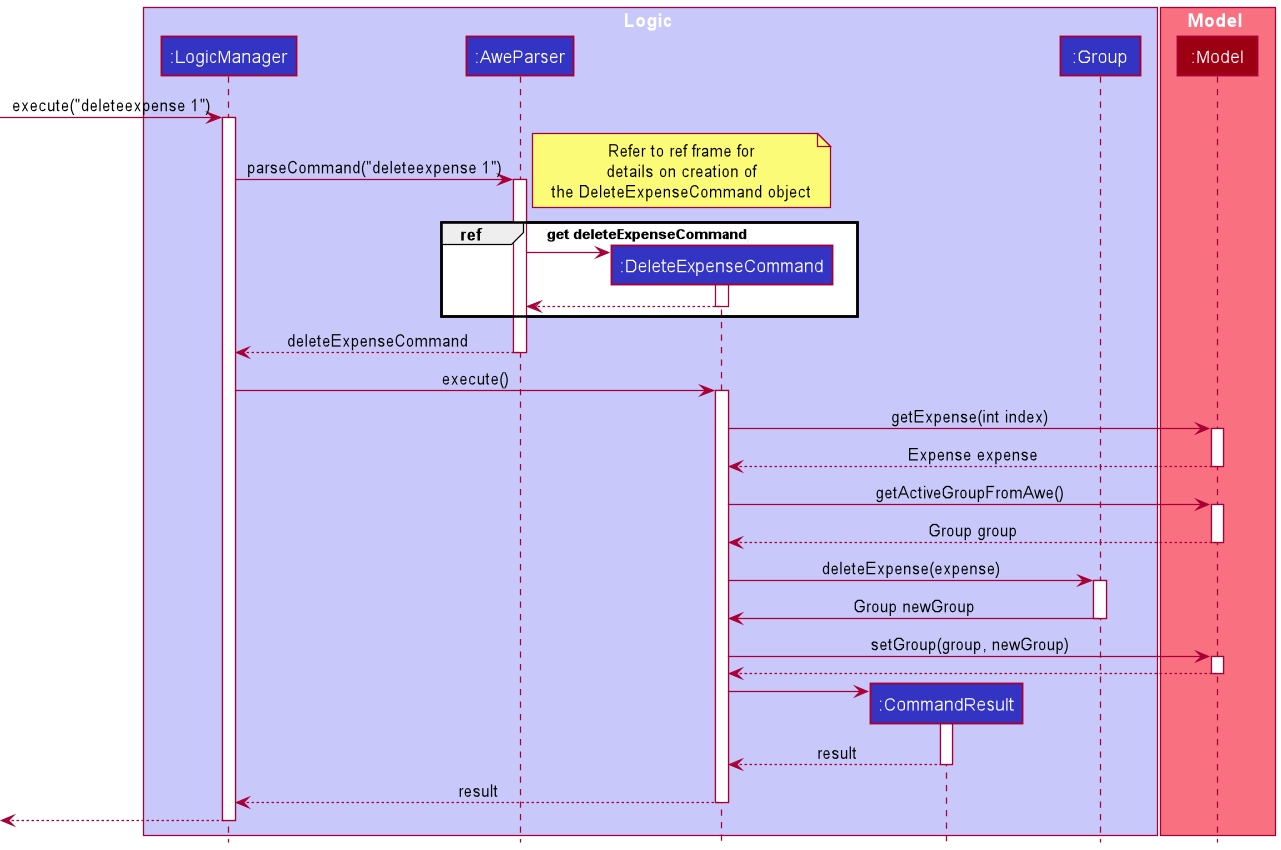 Logic
Model
:LogicManager
:AweParser
:Group
:Model
execute("deleteexpense 1")
parseCommand("deleteexpense 1")
Refer to ref frame for
details on creation of
the DeleteExpenseCommand object
ref
get deleteExpenseCommand
:DeleteExpenseCommand
deleteExpenseCommand
execute()
getExpense(int index)
Expense expense
getActiveGroupFromAwe()
Group group
deleteExpense(expense)
Group newGroup
setGroup(group, newGroup)
:CommandResult
result
result